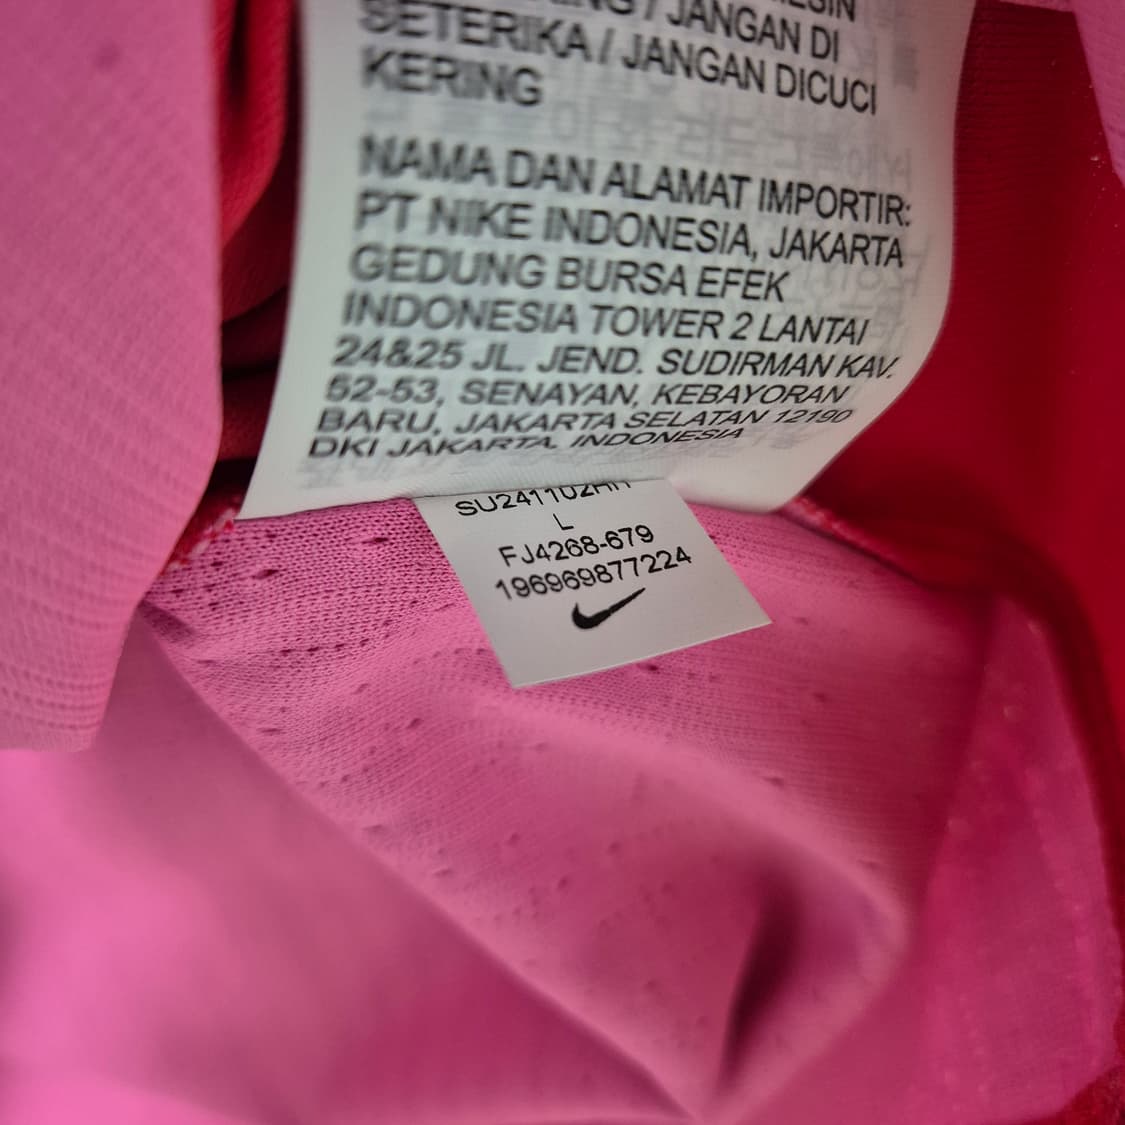 SETERIKA / JANGAN DICUCI
KERING
NAMA DAN ALAMAT IMPORTIR:
PT NIKE INDONESIA, JAKARTA
GEDUNG BURSA EFEK
INDONESIA TOWER 2 LANTAI
24&25 JL. JEND. SUDIRMAN KAV.
52-53, SENAYAN, KEBAYORAN
BARU, JAKARTA SELATAN 12190
DKI JAKARTA, INDONESIA
L
FJ4268-679
196969877224